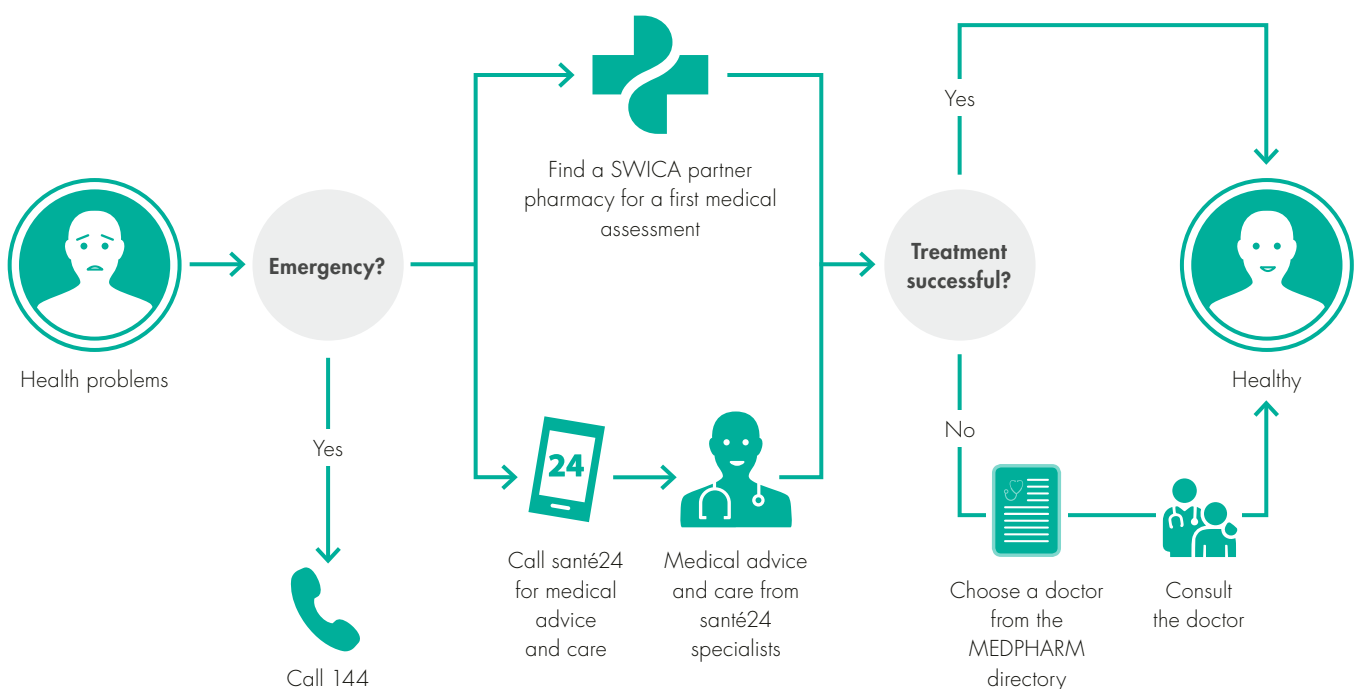 Health problems
Emergency?
Yes
Call 144
Find a SWICA partner
pharmacy for a first medical
assessment
24
Call santé24
for medical
advice
and care
Medical advice
and care from
santé24
specialists
Treatment
successful?
Yes
No
Choose a doctor
from the
MEDPHARM
directory
Consult
the doctor
Healthy